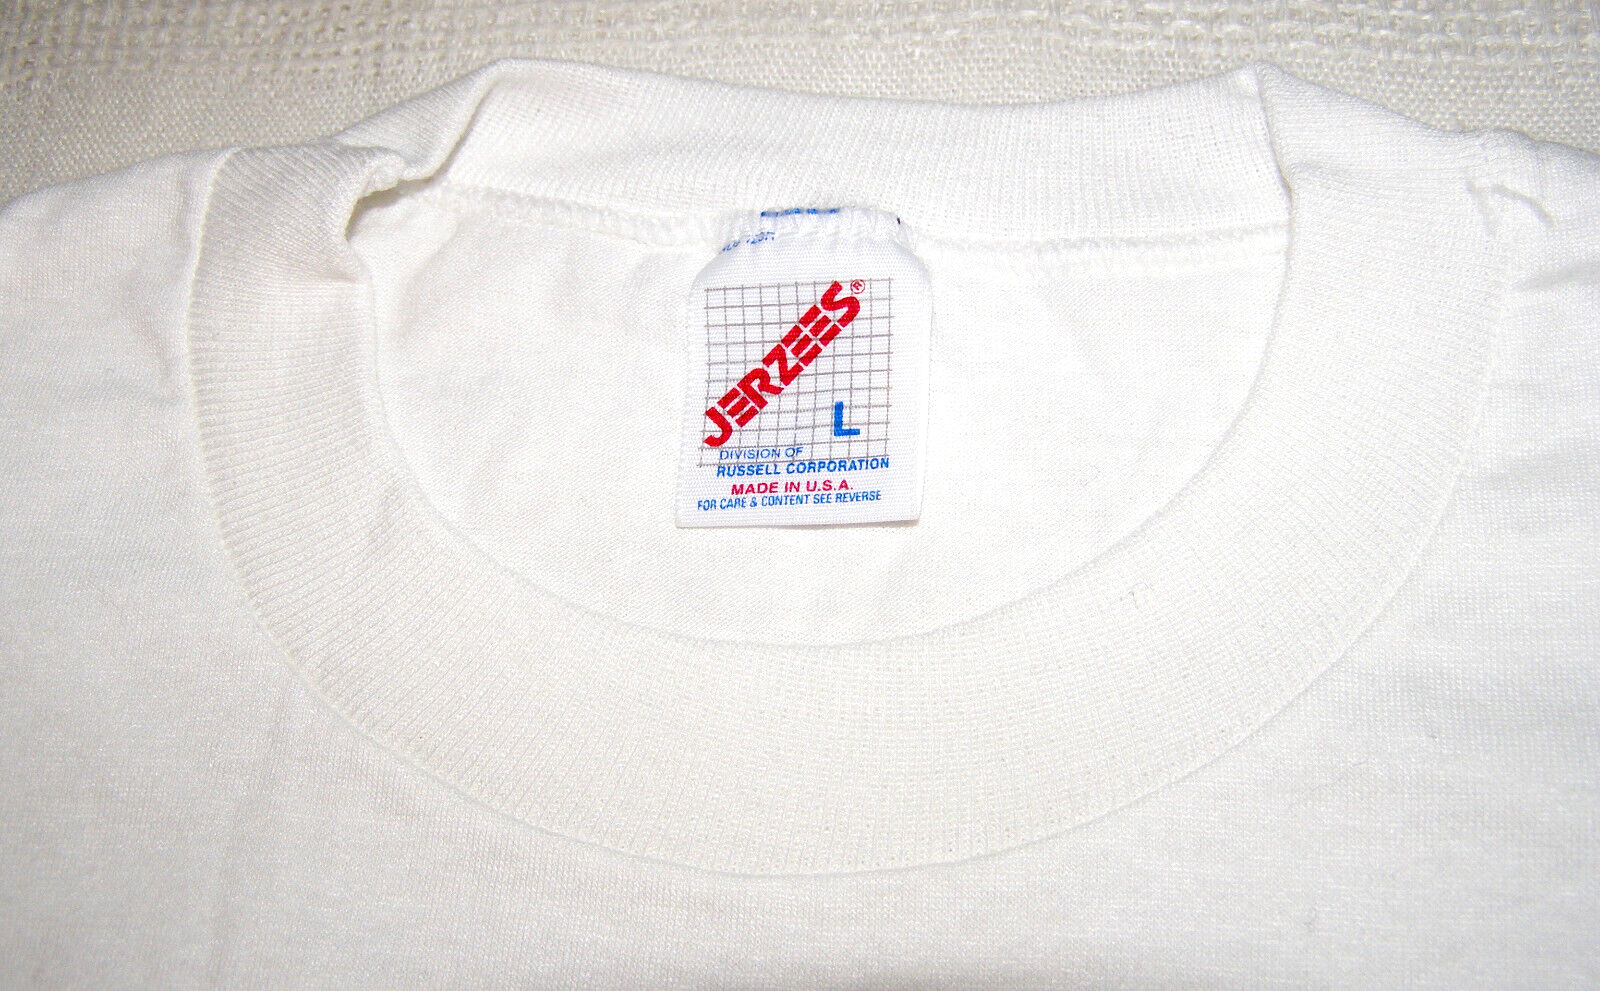 JERZEES®
L
DIVISION OF
RUSSELL CORPORATION
MADE IN U.S.A.
FOR CARE & CONTENT SEE REVERSE